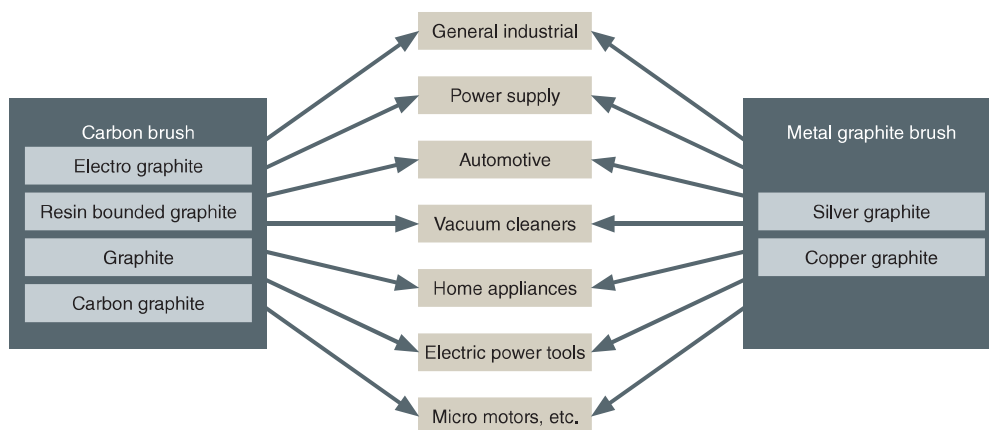 Carbon brush
Electro graphite
Resin bounded graphite
Graphite
Carbon graphite
General industrial
Power supply
Automotive
Vacuum cleaners
Home appliances
Electric power tools
Micro motors, etc.
Metal graphite brush
Silver graphite
Copper graphite